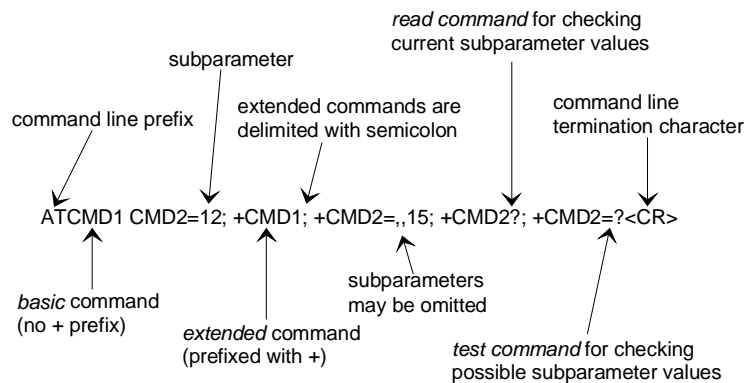 read command for checking
current subparameter values
subparameter
extended commands are
delimited with semicolon
command line
termination character
command line prefix
ATCMD1 CMD2=12; +CMD1; +CMD2=,,15; +CMD2?; +CMD2=?<CR>
basic command
(no + prefix)
extended command
(prefixed with +)
subparameters
may be omitted
test command for checking
possible subparameter values